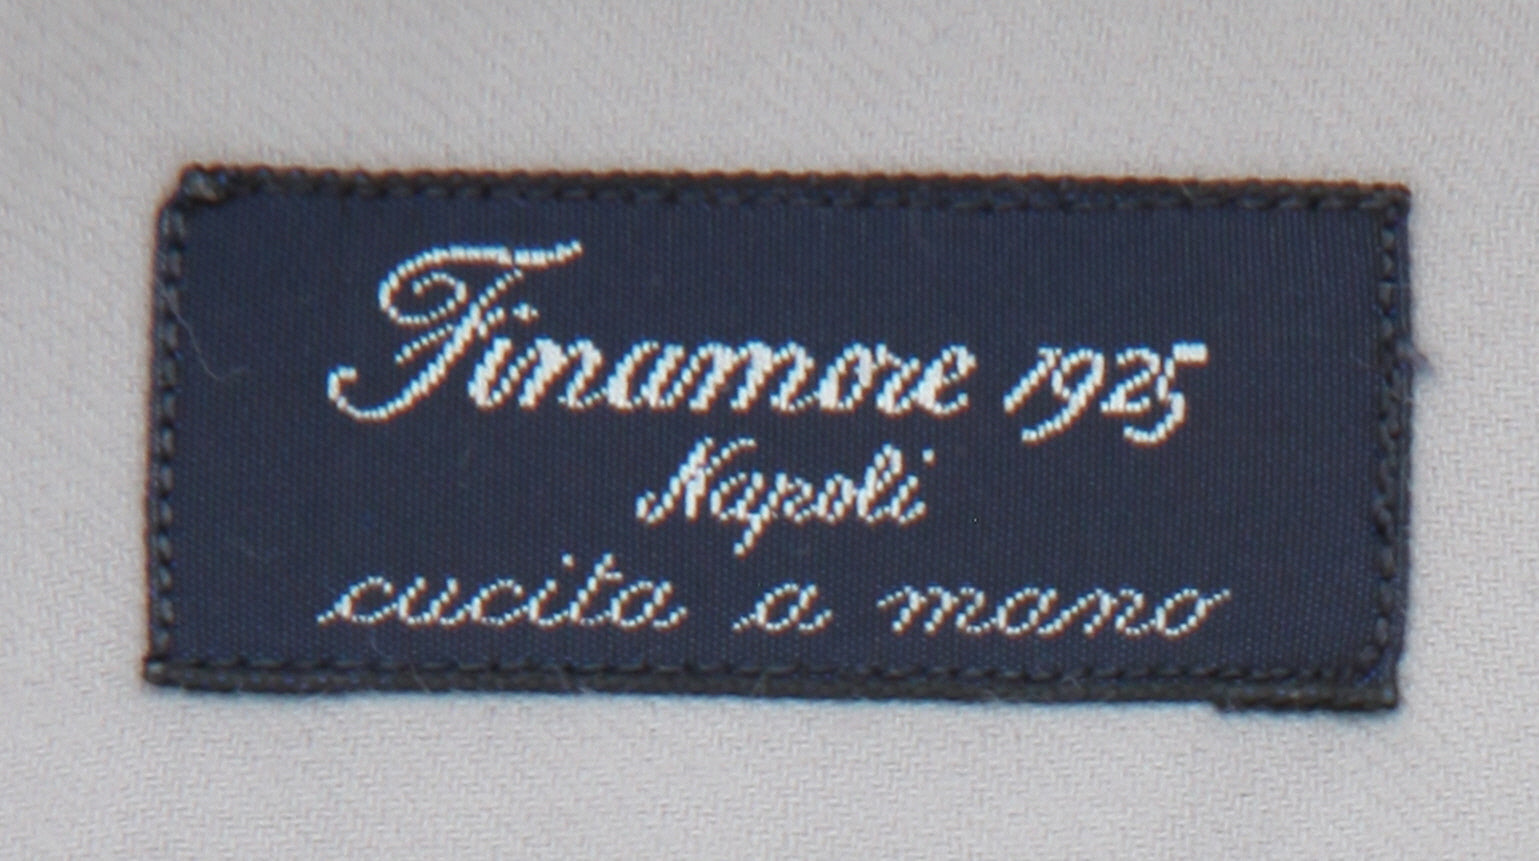 Finamore 1925
Napoli
cucita a mano